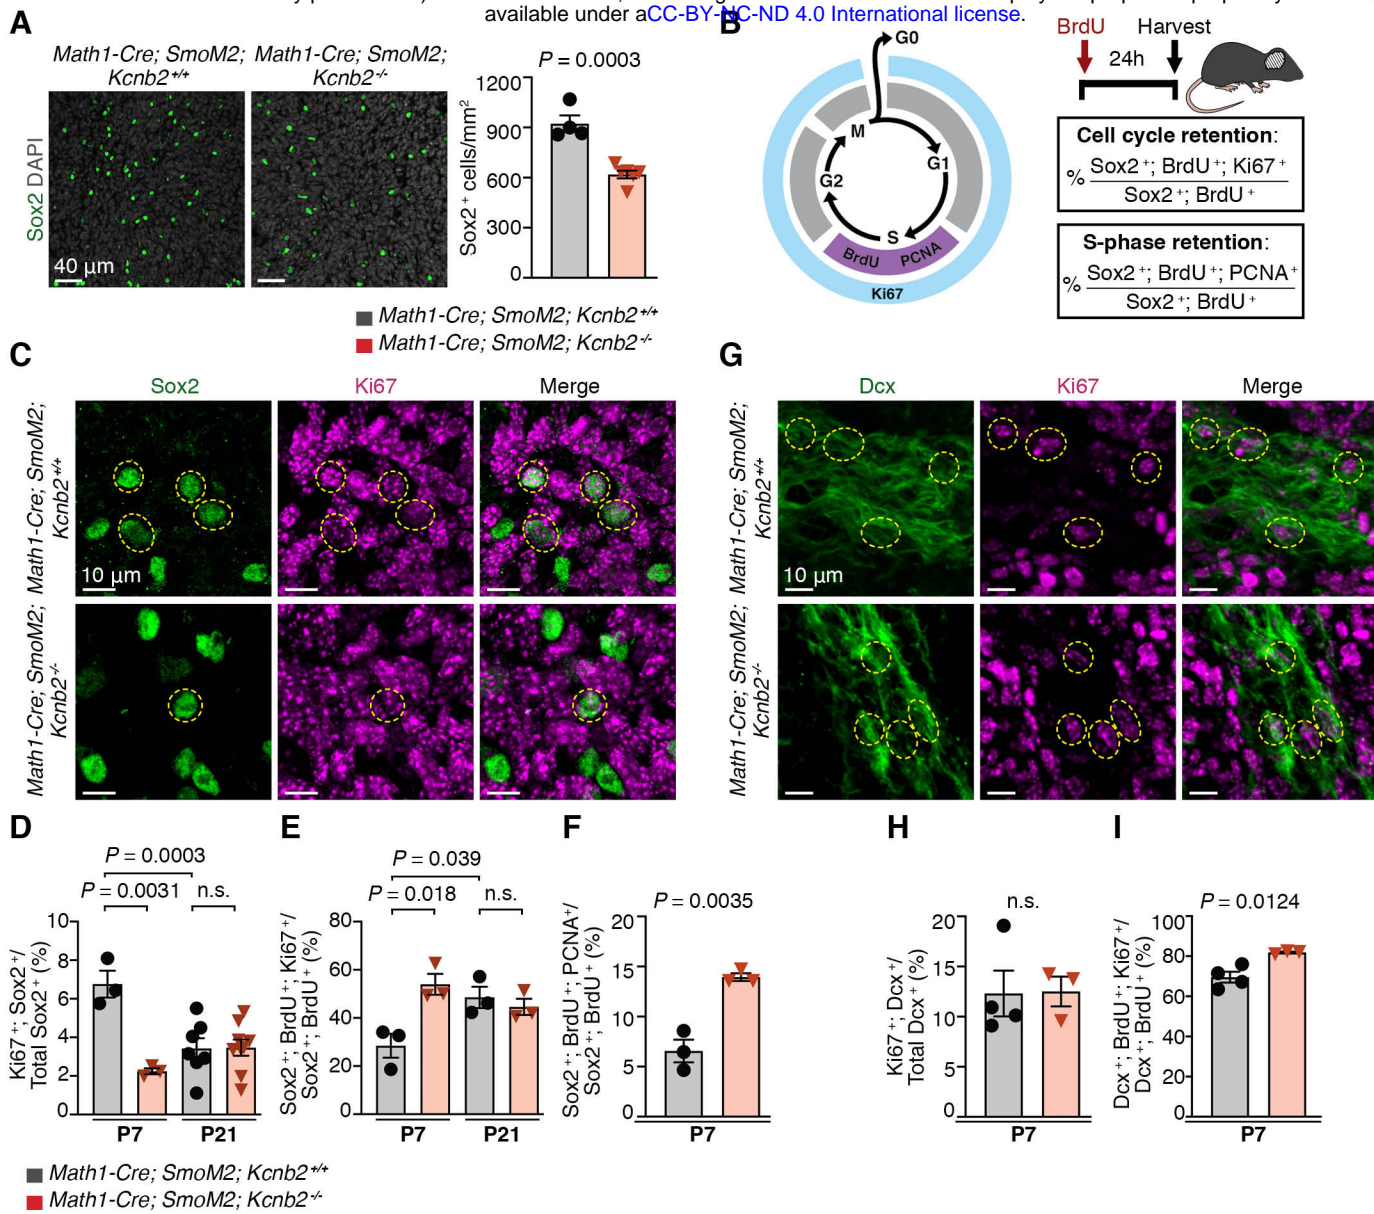 available under aCC-BY-NC-ND 4.0 International license.
A
Math1-Cre; SmoM2;
Kcnb2+/+
Math1-Cre; SmoM2;
Kcnb2-/-
Sox2 DAPI
40 µm
P = 0.0003
Sox2+ cells/mm2
1200
900
600
300
0
Math1-Cre; SmoM2; Kcnb2+/+
Math1-Cre; SmoM2; Kcnb2-/-
B
G0
M
G1
G2
S
BrdU
PCNA
Ki67
BrdU
Harvest
24h
Cell cycle retention:
% Sox2+; BrdU+; Ki67+
Sox2+; BrdU+
S-phase retention:
% Sox2+; BrdU+; PCNA+
Sox2+; BrdU+
C
Sox2
Ki67
Merge
Math1-Cre; SmoM2;
Kcnb2+/+
10 µm
Math1-Cre; SmoM2;
Kcnb2-/-
G
Dcx
Ki67
Merge
Math1-Cre; SmoM2;
Kcnb2+/+
10 µm
Math1-Cre; SmoM2;
Kcnb2-/-
D
P = 0.0003
P = 0.0031
n.s.
Ki67+; Sox2+/
Total Sox2+ (%)
10
8
6
4
2
0
P7
P21
E
P = 0.039
P = 0.018
n.s.
Sox2+; BrdU+; Ki67+/
Sox2+; BrdU+ (%)
80
60
40
20
0
P7
P21
F
P = 0.0035
Sox2+; BrdU+; PCNA+/
Sox2+; BrdU+ (%)
20
15
10
5
0
P7
H
n.s.
Ki67+; Dcx+/
Total Dcx+ (%)
20
15
10
5
0
P7
I
P = 0.0124
Dcx+; BrdU+; Ki67+/
Dcx+; BrdU+ (%)
100
80
60
40
20
0
P7
Math1-Cre; SmoM2; Kcnb2+/+
Math1-Cre; SmoM2; Kcnb2-/-